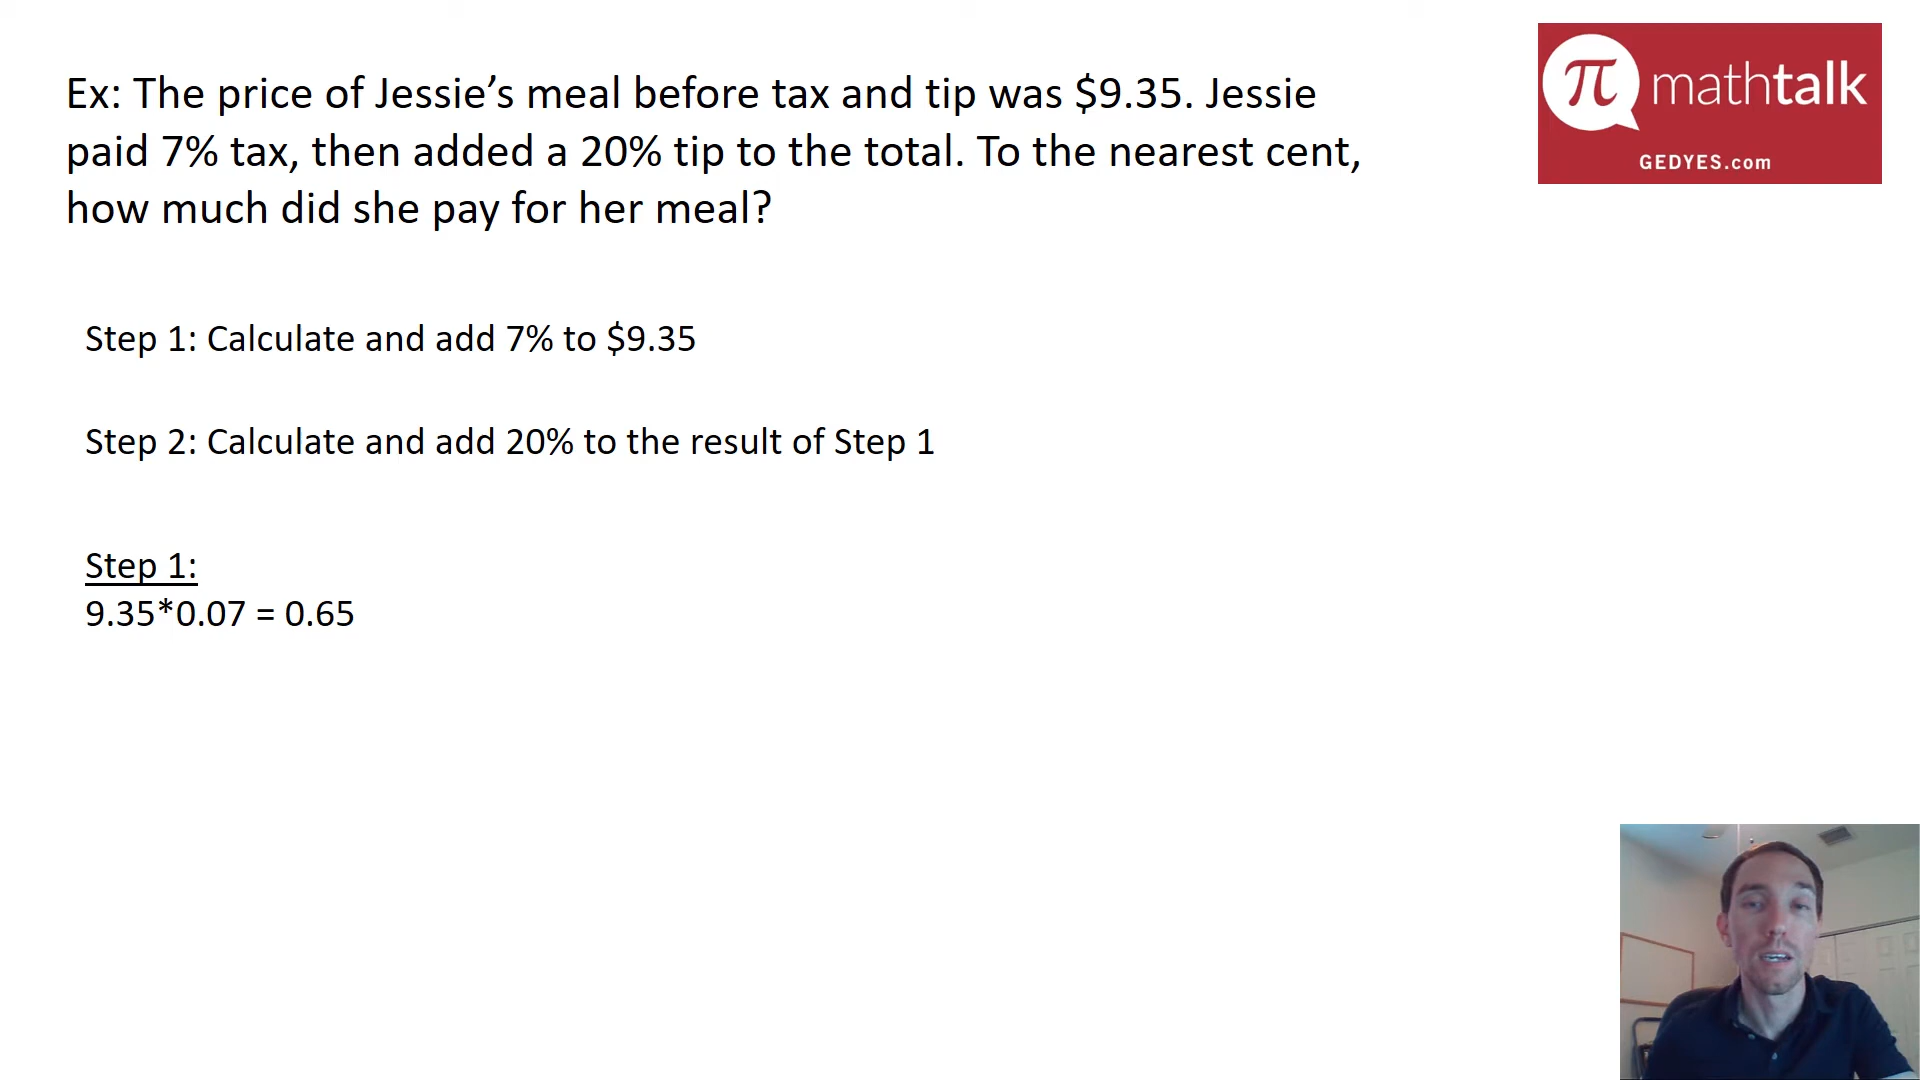 Ex: The price of Jessie’s meal before tax and tip was $9.35. Jessie
paid 7% tax, then added a 20% tip to the total. To the nearest cent,
how much did she pay for her meal?
π mathtalk
GEDYES.com
Step 1: Calculate and add 7% to $9.35
Step 2: Calculate and add 20% to the result of Step 1
Step 1:
9.35*0.07 = 0.65